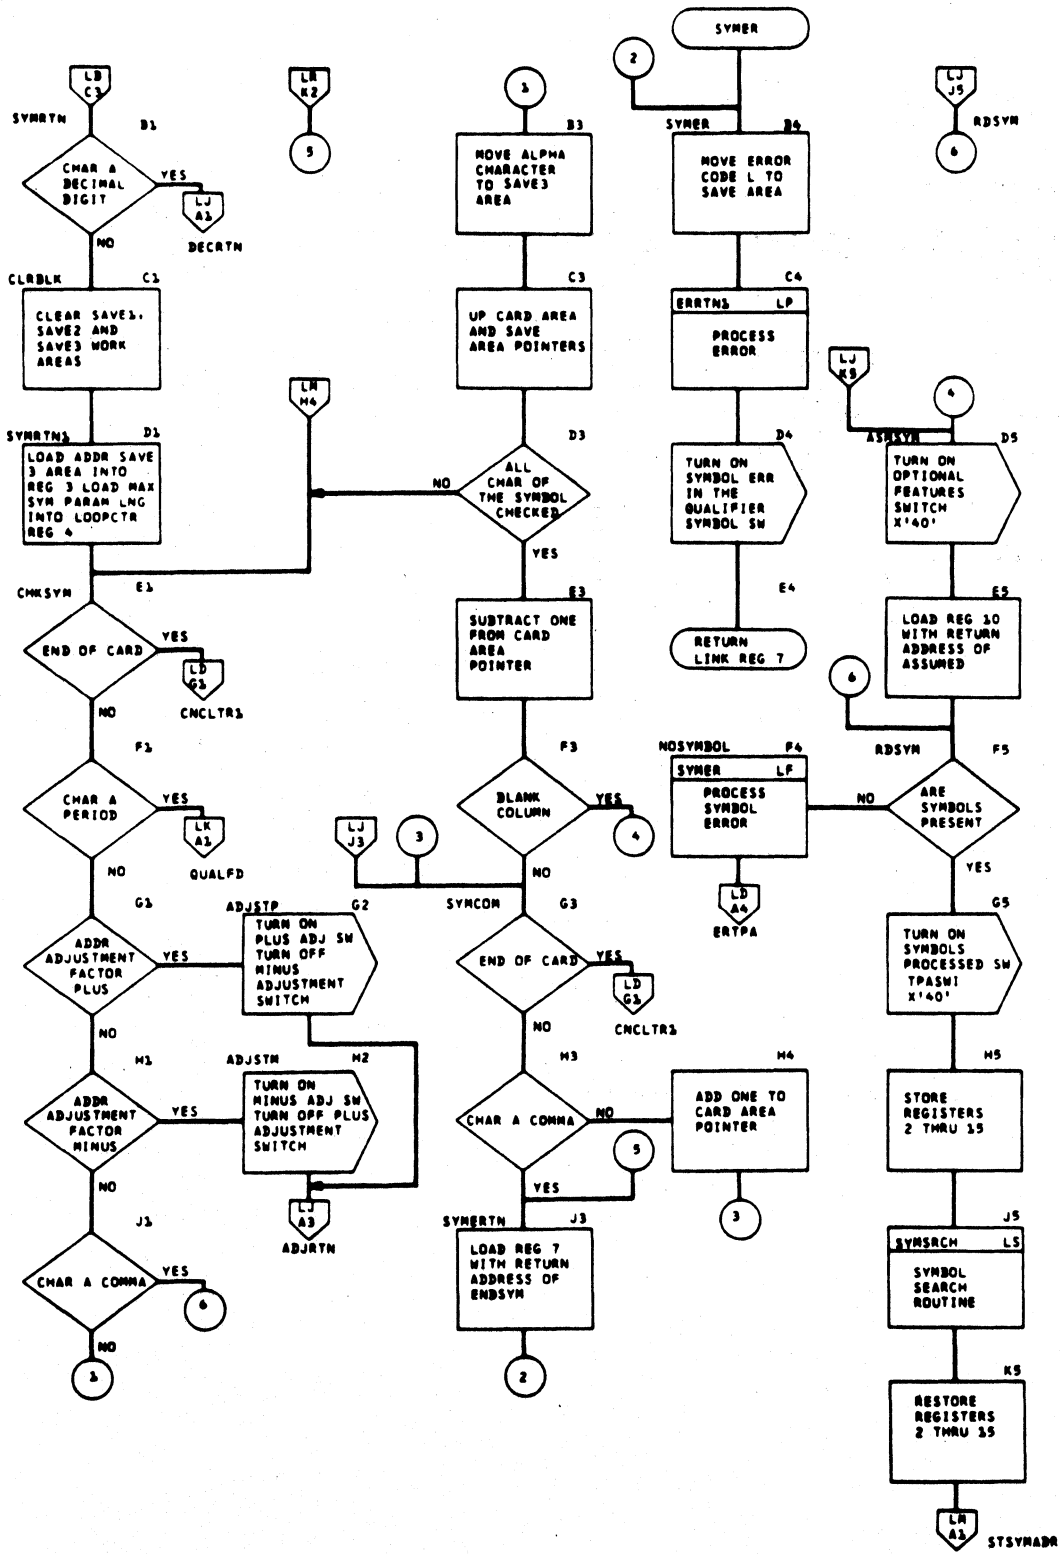 LD
C3
SYMRTN
B1
CHAR A
DECIMAL
DIGIT
YES
LJ
A1
DECRTN
NO
CLRBLK
C1
CLEAR SAVE1,
SAVE2 AND
SAVE3 WORK
AREAS
SYMRTN1
D1
LOAD ADDR SAVE
3 AREA INTO
REG 3 LOAD MAX
SYM PARAM LNG
INTO LOOPCTR
REG 4
CHKSYM
E1
END OF CARD
YES
LD
G1
CNCLTR1
NO
F1
CHAR A
PERIOD
YES
LK
A1
QUALFD
NO
G1
ADDR
ADJUSTMENT
FACTOR
PLUS
YES
NO
H1
ADDR
ADJUSTMENT
FACTOR
MINUS
YES
NO
J1
CHAR A COMMA
YES
6
NO
1
K2
5
H4
ADJSTP
G2
TURN ON
PLUS ADJ SW
TURN OFF
MINUS
ADJUSTMENT
SWITCH
ADJSTM
H2
TURN ON
MINUS ADJ SW
TURN OFF PLUS
ADJUSTMENT
SWITCH
LJ
A3
ADJRTN
1
B3
MOVE ALPHA
CHARACTER
TO SAVE3
AREA
C3
UP CARD AREA
AND SAVE
AREA POINTERS
D3
ALL
CHAR OF
THE SYMBOL
CHECKED
NO
YES
E3
SUBTRACT ONE
FROM CARD
AREA
POINTER
F3
BLANK
COLUMN
YES
4
NO
LJ
J3
3
SYMCOM
G3
END OF CARD
YES
LD
G1
CNCLTR1
NO
H3
CHAR A COMMA
NO
YES
5
SYMERTN
J3
LOAD REG 7
WITH RETURN
ADDRESS OF
ENDSYM
2
SYMER
2
SYMER
B4
MOVE ERROR
CODE L TO
SAVE AREA
C4
ERRTN1 LP
PROCESS
ERROR
D4
TURN ON
SYMBOL ERR
IN THE
QUALIFIER
SYMBOL SW
E4
RETURN
LINK REG 7
NOSYMBOL
F4
SYMER LF
PROCESS
SYMBOL
ERROR
LD
A4
ERTPA
H4
ADD ONE TO
CARD AREA
POINTER
3
LJ
J5
RDSYM
6
LJ
K5
4
ASMSYM
D5
TURN ON
OPTIONAL
FEATURES
SWITCH
X'40'
E5
LOAD REG 10
WITH RETURN
ADDRESS OF
ASSUMED
6
RDSYM
F5
ARE
SYMBOLS
PRESENT
NO
YES
G5
TURN ON
SYMBOLS
PROCESSED SW
TPASWI
X'40'
H5
STORE
REGISTERS
2 THRU 15
J5
SYMSRCH LS
SYMBOL
SEARCH
ROUTINE
K5
RESTORE
REGISTERS
2 THRU 15
A1
STSYMADR